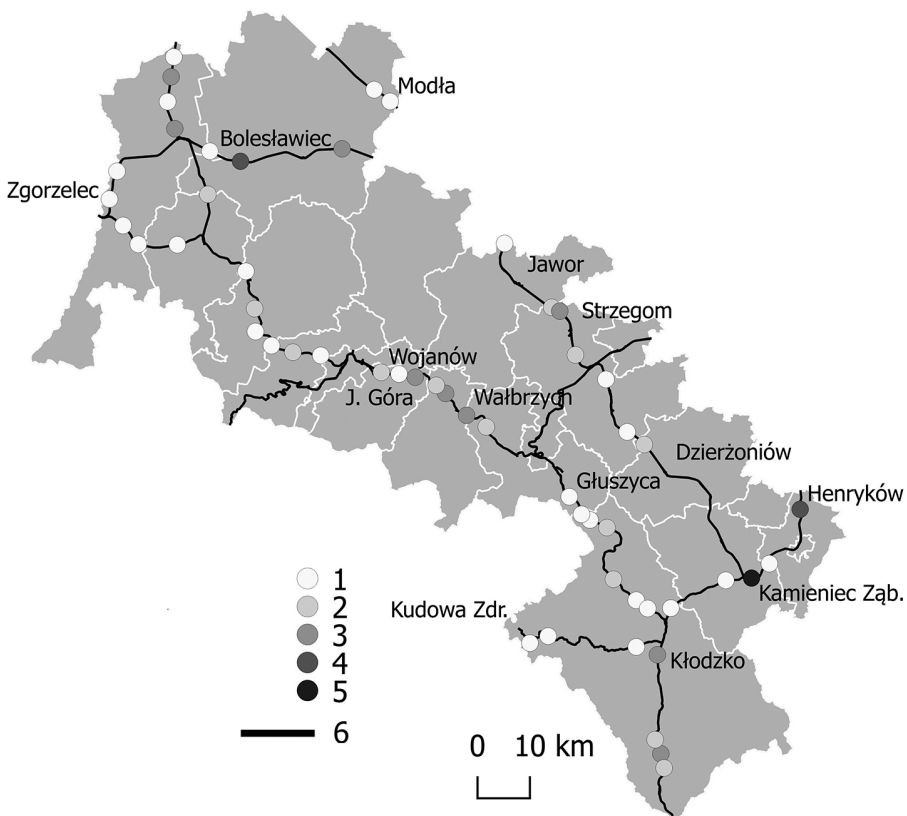 Modła
Bolesławiec
Zgorzelec
Jawor
Strzegom
Wojanów
J. Góra
Wałbrzych
Dzierżoniów
Głuszyca
Henryków
Kamieniec Ząb.
Kudowa Zdr.
Kłodzko
1
2
3
4
5
6
0 10 km